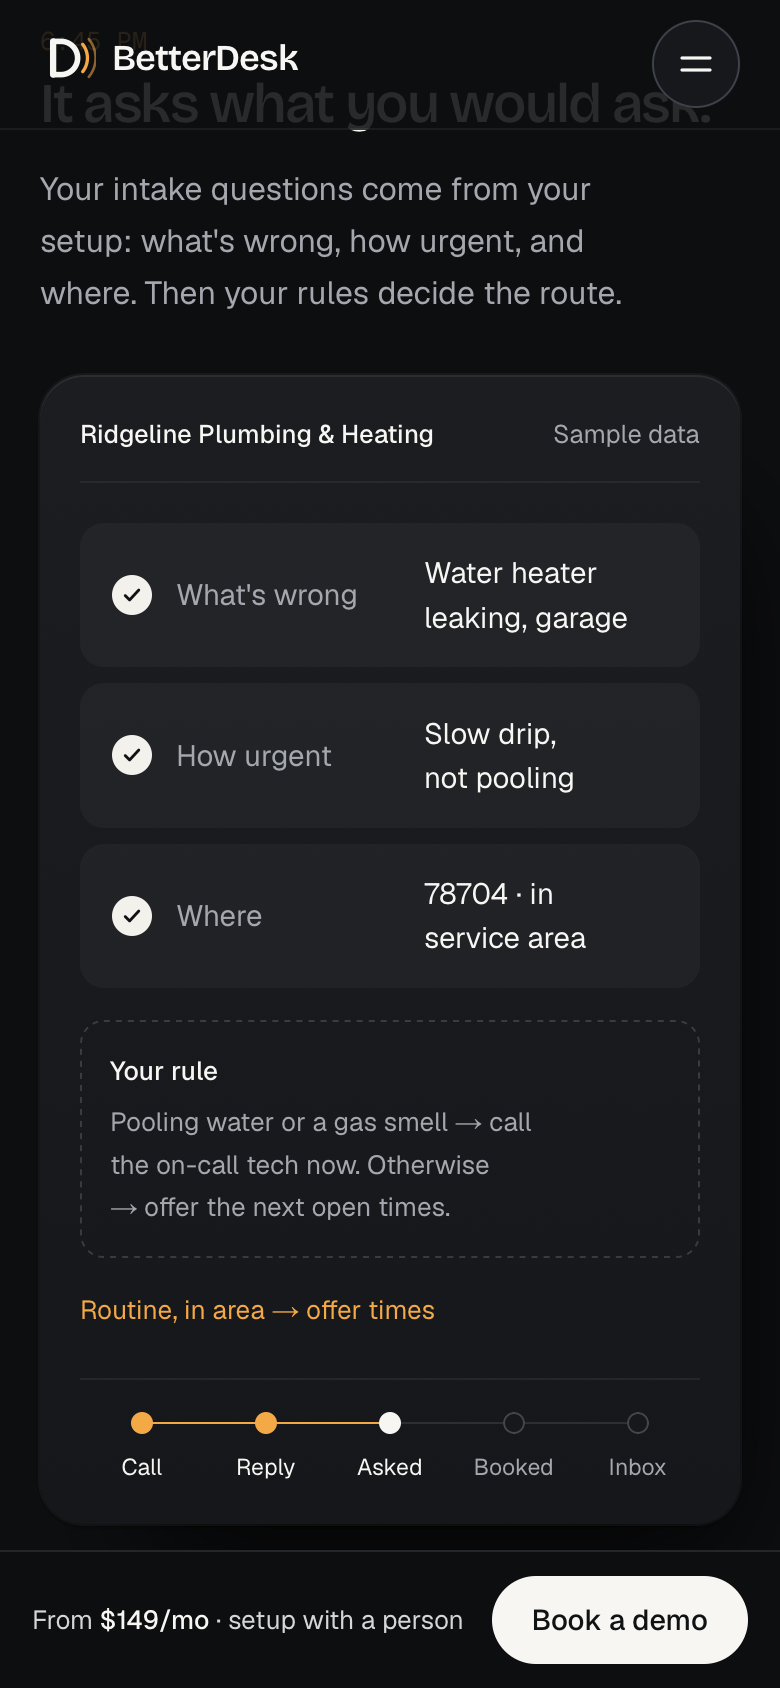 6:45 PM
BetterDesk
It asks what you would ask.
Your intake questions come from your
setup: what's wrong, how urgent, and
where. Then your rules decide the route.
Ridgeline Plumbing & Heating
Sample data
What's wrong
Water heater
leaking, garage
How urgent
Slow drip,
not pooling
Where
78704 · in
service area
Your rule
Pooling water or a gas smell → call
the on-call tech now. Otherwise
→ offer the next open times.
Routine, in area → offer times
Call Reply Asked Booked Inbox
From $149/mo · setup with a person
Book a demo